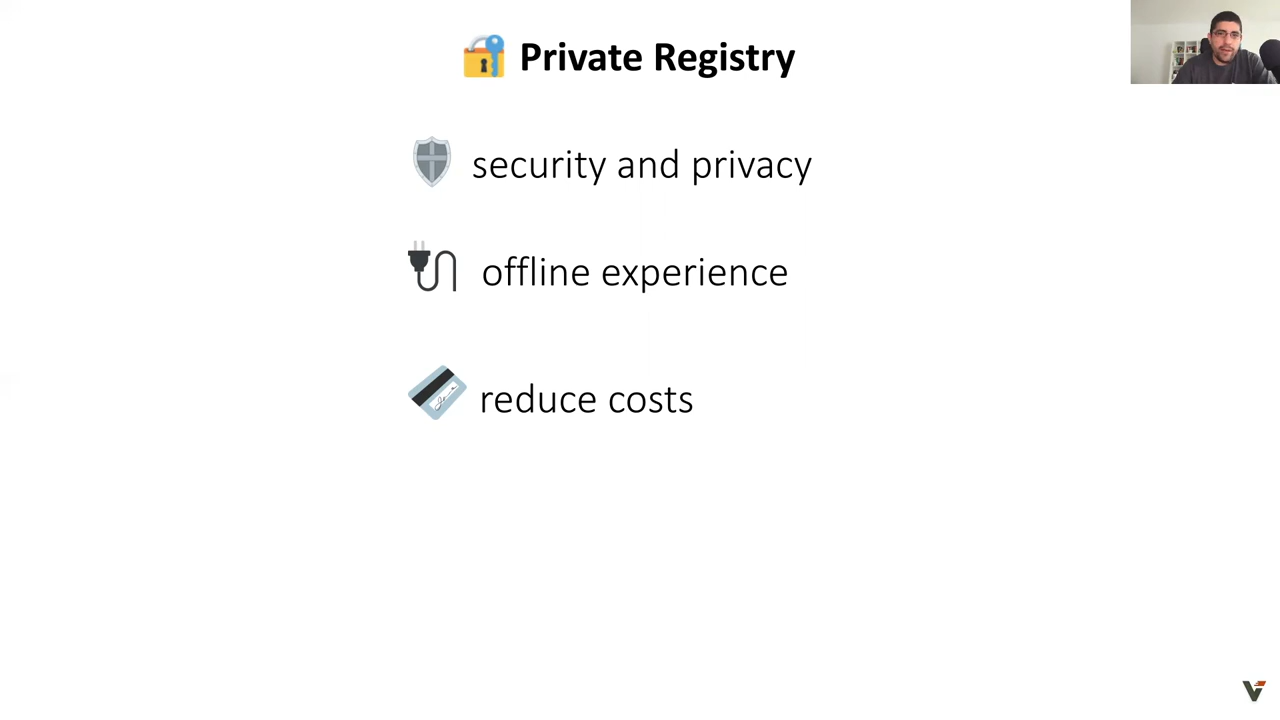 Private Registry
security and privacy
offline experience
reduce costs